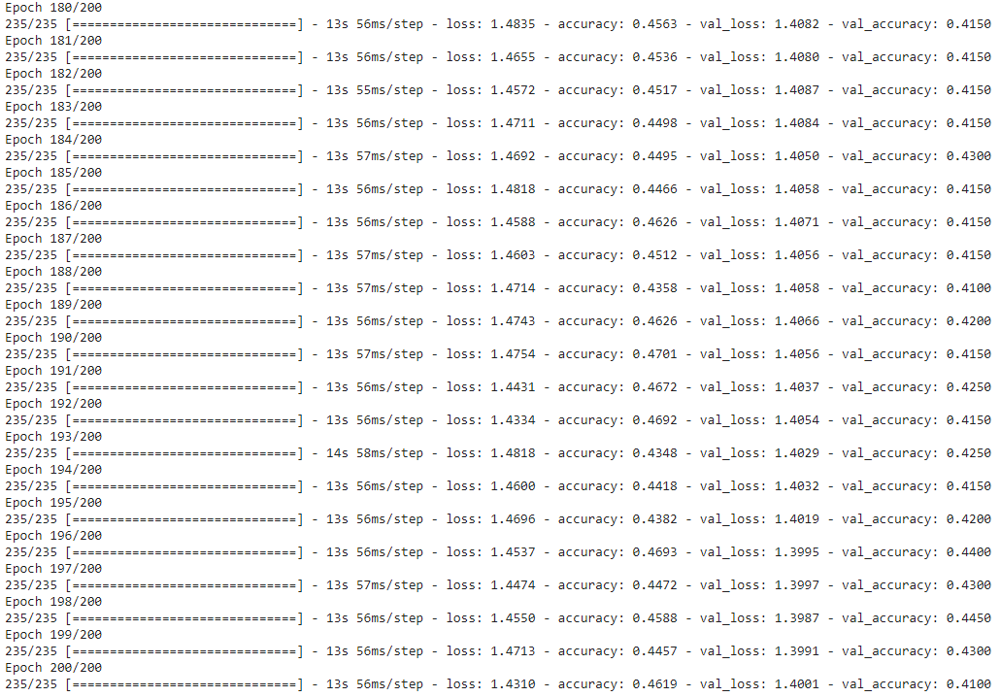 Epoch 180/200
235/235 [==============================] - 13s 56ms/step - loss: 1.4835 - accuracy: 0.4563 - val_loss: 1.4082 - val_accuracy: 0.4150
Epoch 181/200
235/235 [==============================] - 13s 56ms/step - loss: 1.4655 - accuracy: 0.4536 - val_loss: 1.4080 - val_accuracy: 0.4150
Epoch 182/200
235/235 [==============================] - 13s 55ms/step - loss: 1.4572 - accuracy: 0.4517 - val_loss: 1.4087 - val_accuracy: 0.4150
Epoch 183/200
235/235 [==============================] - 13s 56ms/step - loss: 1.4711 - accuracy: 0.4498 - val_loss: 1.4084 - val_accuracy: 0.4150
Epoch 184/200
235/235 [==============================] - 13s 57ms/step - loss: 1.4692 - accuracy: 0.4495 - val_loss: 1.4050 - val_accuracy: 0.4300
Epoch 185/200
235/235 [==============================] - 13s 56ms/step - loss: 1.4818 - accuracy: 0.4466 - val_loss: 1.4058 - val_accuracy: 0.4150
Epoch 186/200
235/235 [==============================] - 13s 56ms/step - loss: 1.4588 - accuracy: 0.4626 - val_loss: 1.4071 - val_accuracy: 0.4150
Epoch 187/200
235/235 [==============================] - 13s 57ms/step - loss: 1.4603 - accuracy: 0.4512 - val_loss: 1.4056 - val_accuracy: 0.4150
Epoch 188/200
235/235 [==============================] - 13s 57ms/step - loss: 1.4714 - accuracy: 0.4358 - val_loss: 1.4058 - val_accuracy: 0.4100
Epoch 189/200
235/235 [==============================] - 13s 56ms/step - loss: 1.4743 - accuracy: 0.4626 - val_loss: 1.4066 - val_accuracy: 0.4200
Epoch 190/200
235/235 [==============================] - 13s 57ms/step - loss: 1.4754 - accuracy: 0.4701 - val_loss: 1.4056 - val_accuracy: 0.4150
Epoch 191/200
235/235 [==============================] - 13s 56ms/step - loss: 1.4431 - accuracy: 0.4672 - val_loss: 1.4037 - val_accuracy: 0.4250
Epoch 192/200
235/235 [==============================] - 13s 56ms/step - loss: 1.4334 - accuracy: 0.4692 - val_loss: 1.4054 - val_accuracy: 0.4150
Epoch 193/200
235/235 [==============================] - 14s 58ms/step - loss: 1.4818 - accuracy: 0.4348 - val_loss: 1.4029 - val_accuracy: 0.4250
Epoch 194/200
235/235 [==============================] - 13s 56ms/step - loss: 1.4600 - accuracy: 0.4418 - val_loss: 1.4032 - val_accuracy: 0.4150
Epoch 195/200
235/235 [==============================] - 13s 56ms/step - loss: 1.4696 - accuracy: 0.4382 - val_loss: 1.4019 - val_accuracy: 0.4200
Epoch 196/200
235/235 [==============================] - 13s 56ms/step - loss: 1.4537 - accuracy: 0.4693 - val_loss: 1.3995 - val_accuracy: 0.4400
Epoch 197/200
235/235 [==============================] - 13s 57ms/step - loss: 1.4474 - accuracy: 0.4472 - val_loss: 1.3997 - val_accuracy: 0.4300
Epoch 198/200
235/235 [==============================] - 13s 56ms/step - loss: 1.4550 - accuracy: 0.4588 - val_loss: 1.3987 - val_accuracy: 0.4450
Epoch 199/200
235/235 [==============================] - 13s 56ms/step - loss: 1.4713 - accuracy: 0.4457 - val_loss: 1.3991 - val_accuracy: 0.4300
Epoch 200/200
235/235 [==============================] - 13s 56ms/step - loss: 1.4310 - accuracy: 0.4619 - val_loss: 1.4001 - val_accuracy: 0.4100